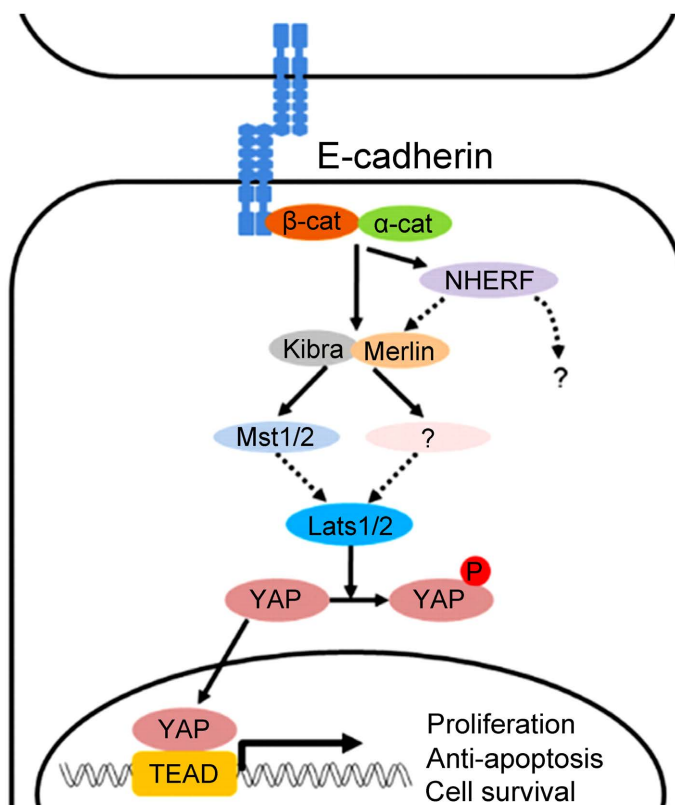 E-cadherin
β-cat α-cat
NHERF
Kibra Merlin
?
Mst1/2 ?
Lats1/2
P
YAP YAP
YAP
TEAD
Proliferation
Anti-apoptosis
Cell survival